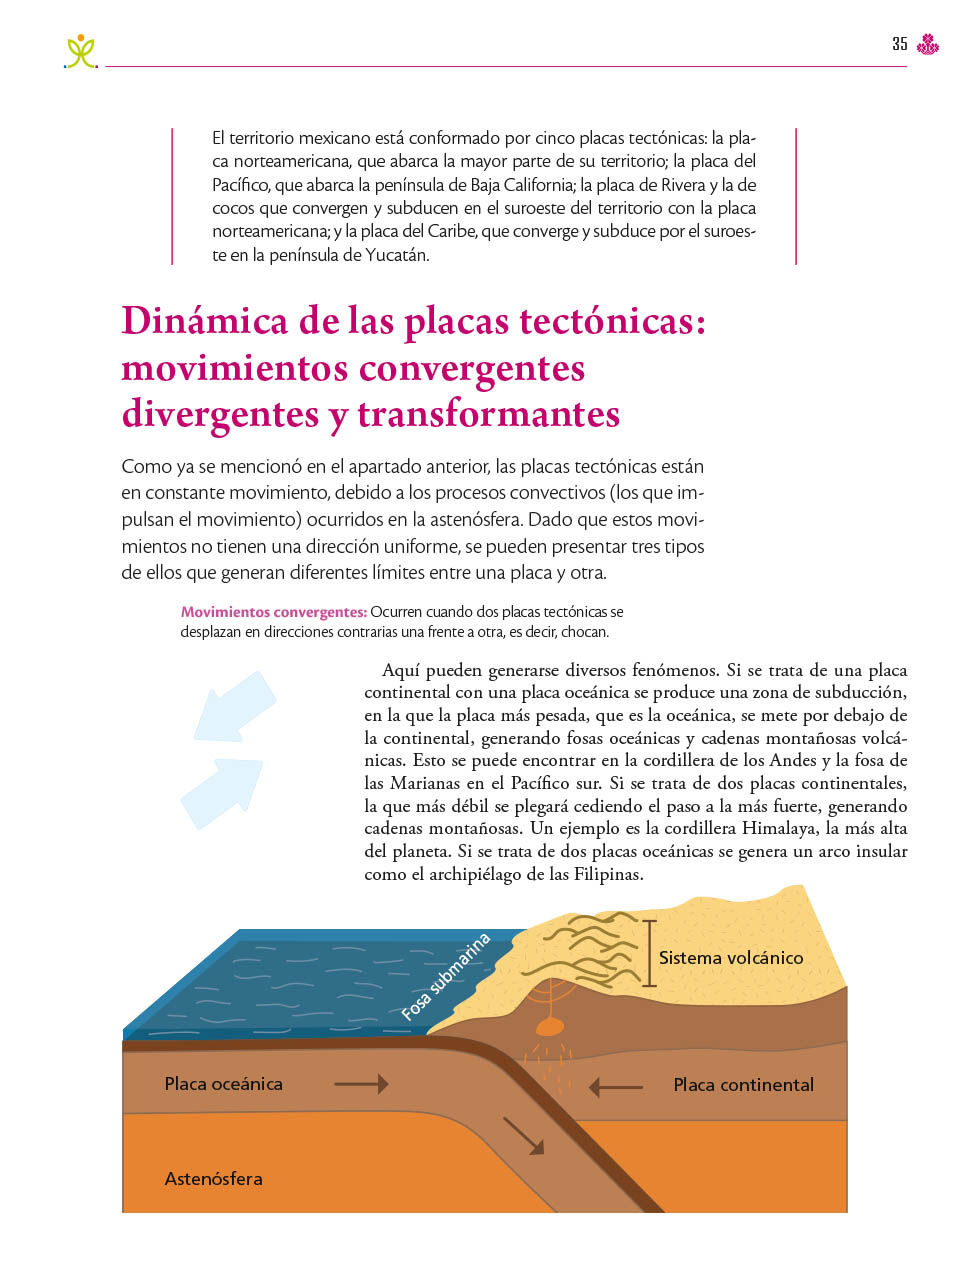 35
El territorio mexicano está conformado por cinco placas tectónicas: la pla-
ca norteamericana, que abarca la mayor parte de su territorio; la placa del
Pacífico, que abarca la península de Baja California; la placa de Rivera y la de
cocos que convergen y subducen en el suroeste del territorio con la placa
norteamericana; y la placa del Caribe, que converge y subduce por el suroes-
te en la península de Yucatán.
Dinámica de las placas tectónicas:
movimientos convergentes
divergentes y transformantes
Como ya se mencionó en el apartado anterior, las placas tectónicas están
en constante movimiento, debido a los procesos convectivos (los que im-
pulsan el movimiento) ocurridos en la astenósfera. Dado que estos movi-
mientos no tienen una dirección uniforme, se pueden presentar tres tipos
de ellos que generan diferentes límites entre una placa y otra.
Movimientos convergentes: Ocurren cuando dos placas tectónicas se
desplazan en direcciones contrarias una frente a otra, es decir, chocan.
Aquí pueden generarse diversos fenómenos. Si se trata de una placa
continental con una placa oceánica se produce una zona de subducción,
en la que la placa más pesada, que es la oceánica, se mete por debajo de
la continental, generando fosas oceánicas y cadenas montañosas volcá-
nicas. Esto se puede encontrar en la cordillera de los Andes y la fosa de
las Marianas en el Pacífico sur. Si se trata de dos placas continentales,
la que más débil se plegará cediendo el paso a la más fuerte, generando
cadenas montañosas. Un ejemplo es la cordillera Himalaya, la más alta
del planeta. Si se trata de dos placas oceánicas se genera un arco insular
como el archipiélago de las Filipinas.
Fosa submarina
Sistema volcánico
Placa oceánica
Placa continental
Astenósfera